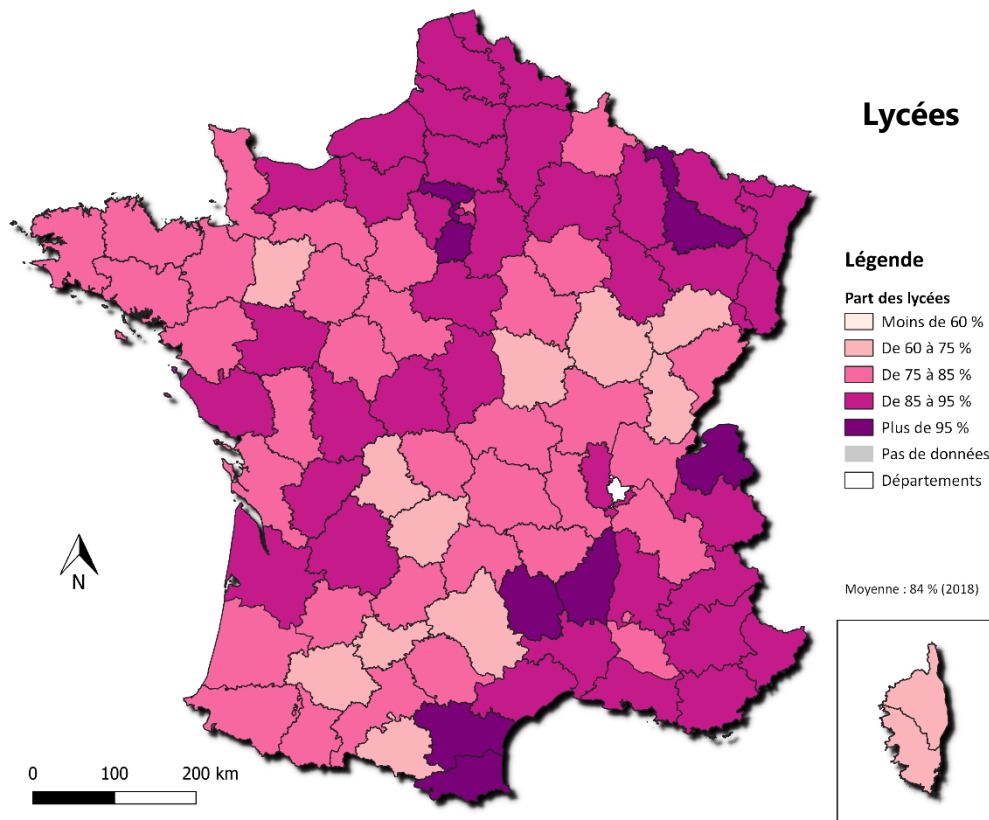 Lycées
Légende
Part des lycées
Moins de 60 %
De 60 à 75 %
De 75 à 85 %
De 85 à 95 %
Plus de 95 %
Pas de données
Départements
Moyenne : 84 % (2018)
N
0 100 200 km